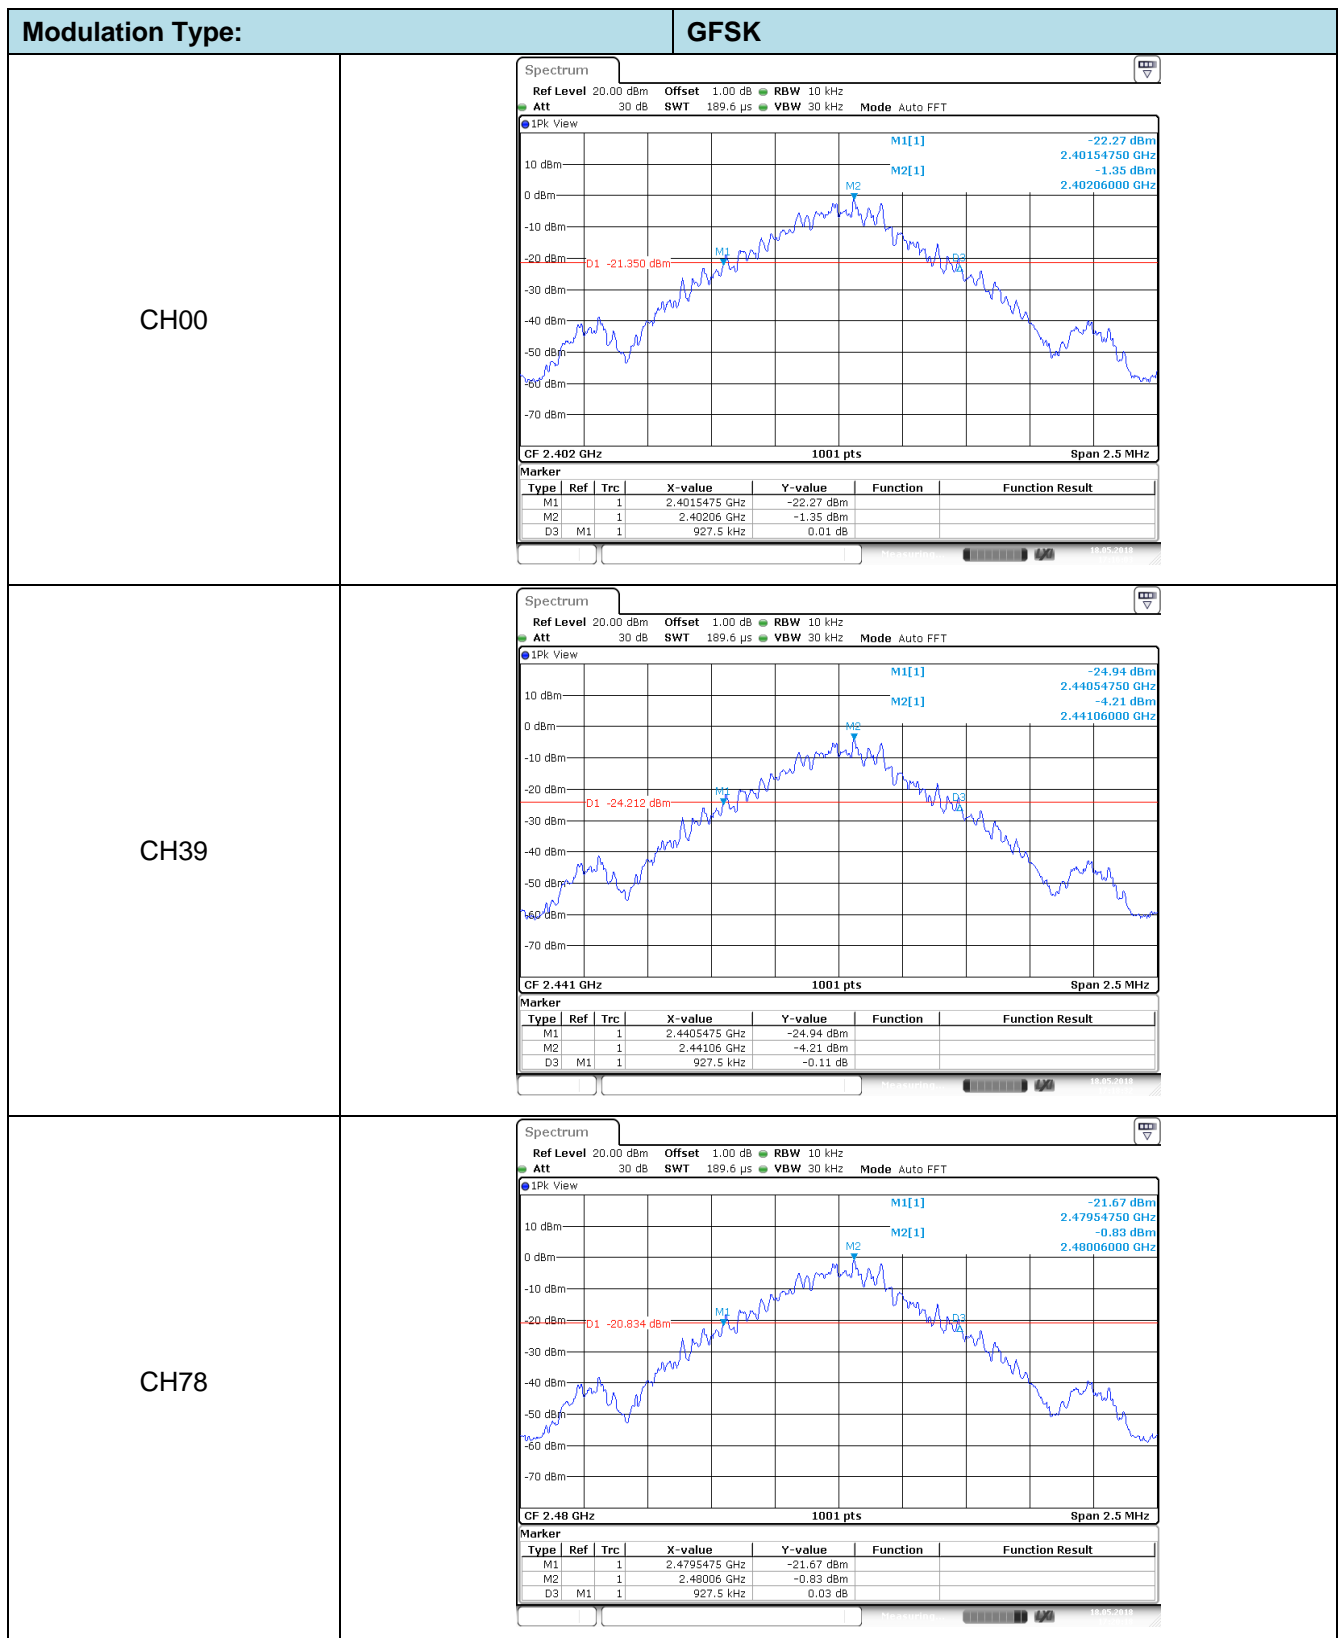 Modulation Type: GFSK
CH00
Spectrum
Ref Level 20.00 dBm Offset 1.00 dB RBW 10 kHz
Att 30 dB SWT 189.6 µs VBW 30 kHz Mode Auto FFT
1Pk View
M1[1] -22.27 dBm
2.40154750 GHz
10 dBm
M2[1] -1.35 dBm
2.40206000 GHz
M2
0 dBm
-10 dBm
M1
-20 dBm
D3
D1 -21.350 dBm
-30 dBm
-40 dBm
-50 dBm
-60 dBm
-70 dBm
CF 2.402 GHz 1001 pts Span 2.5 MHz
Marker
Type Ref Trc X-value Y-value Function Function Result
M1 1 2.4015475 GHz -22.27 dBm
M2 1 2.40206 GHz -1.35 dBm
D3 M1 1 927.5 kHz 0.01 dB
Measuring... 18.05.2018
CH39
Spectrum
Ref Level 20.00 dBm Offset 1.00 dB RBW 10 kHz
Att 30 dB SWT 189.6 µs VBW 30 kHz Mode Auto FFT
1Pk View
M1[1] -24.94 dBm
2.44054750 GHz
10 dBm
M2[1] -4.21 dBm
2.44106000 GHz
0 dBm
M2
-10 dBm
-20 dBm
M1
D3
D1 -24.212 dBm
-30 dBm
-40 dBm
-50 dBm
-60 dBm
-70 dBm
CF 2.441 GHz 1001 pts Span 2.5 MHz
Marker
Type Ref Trc X-value Y-value Function Function Result
M1 1 2.4405475 GHz -24.94 dBm
M2 1 2.44106 GHz -4.21 dBm
D3 M1 1 927.5 kHz -0.11 dB
Measuring... 18.05.2018
CH78
Spectrum
Ref Level 20.00 dBm Offset 1.00 dB RBW 10 kHz
Att 30 dB SWT 189.6 µs VBW 30 kHz Mode Auto FFT
1Pk View
M1[1] -21.67 dBm
2.47954750 GHz
10 dBm
M2[1] -0.83 dBm
2.48006000 GHz
M2
0 dBm
-10 dBm
M1
-20 dBm
D3
D1 -20.834 dBm
-30 dBm
-40 dBm
-50 dBm
-60 dBm
-70 dBm
CF 2.48 GHz 1001 pts Span 2.5 MHz
Marker
Type Ref Trc X-value Y-value Function Function Result
M1 1 2.4795475 GHz -21.67 dBm
M2 1 2.48006 GHz -0.83 dBm
D3 M1 1 927.5 kHz 0.03 dB
Measuring... 18.05.2018